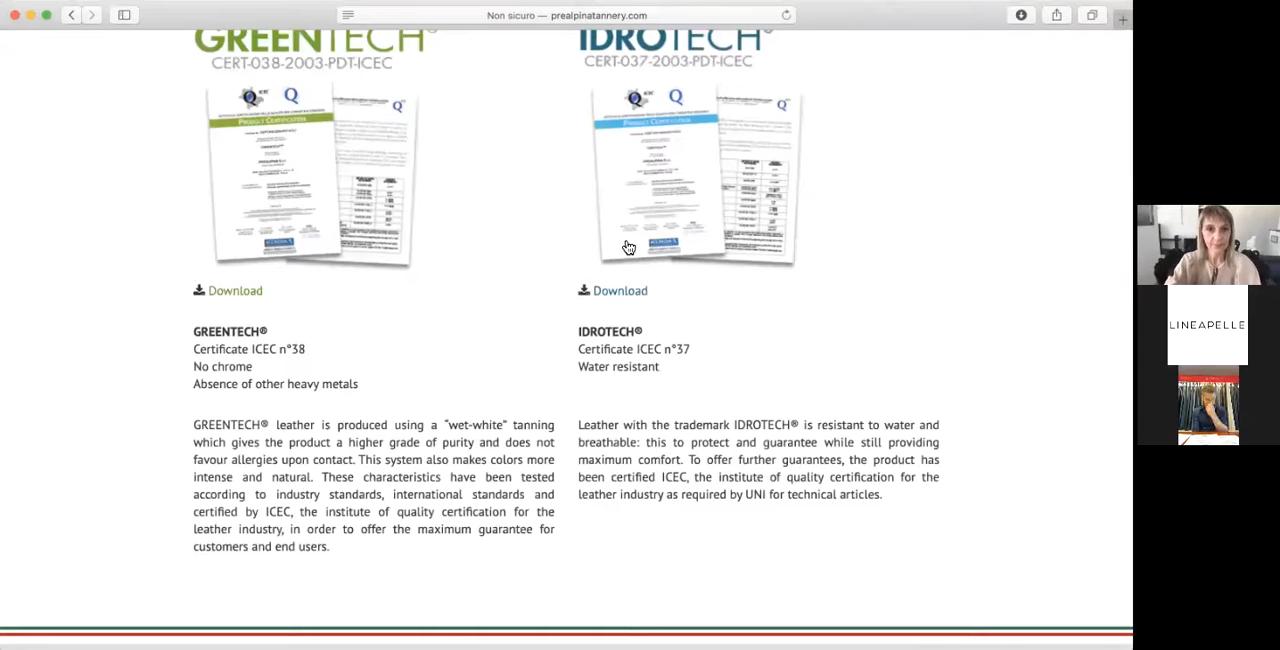 Non sicuro — prealpinatannery.com
GREENTECH®
CERT-038-2003-PDT-ICEC
PRODUCT CERTIFICATION
Download
GREENTECH®
Certificate ICEC n°38
No chrome
Absence of other heavy metals
GREENTECH® leather is produced using a “wet-white” tanning
which gives the product a higher grade of purity and does not
favour allergies upon contact. This system also makes colors more
intense and natural. These characteristics have been tested
according to industry standards, international standards and
certified by ICEC, the institute of quality certification for the
leather industry, in order to offer the maximum guarantee for
customers and end users.
IDROTECH®
CERT-037-2003-PDT-ICEC
PRODUCT CERTIFICATION
Download
IDROTECH®
Certificate ICEC n°37
Water resistant
Leather with the trademark IDROTECH® is resistant to water and
breathable: this to protect and guarantee while still providing
maximum comfort. To offer further guarantees, the product has
been certified ICEC, the institute of quality certification for the
leather industry as required by UNI for technical articles.
LINEAPELLE